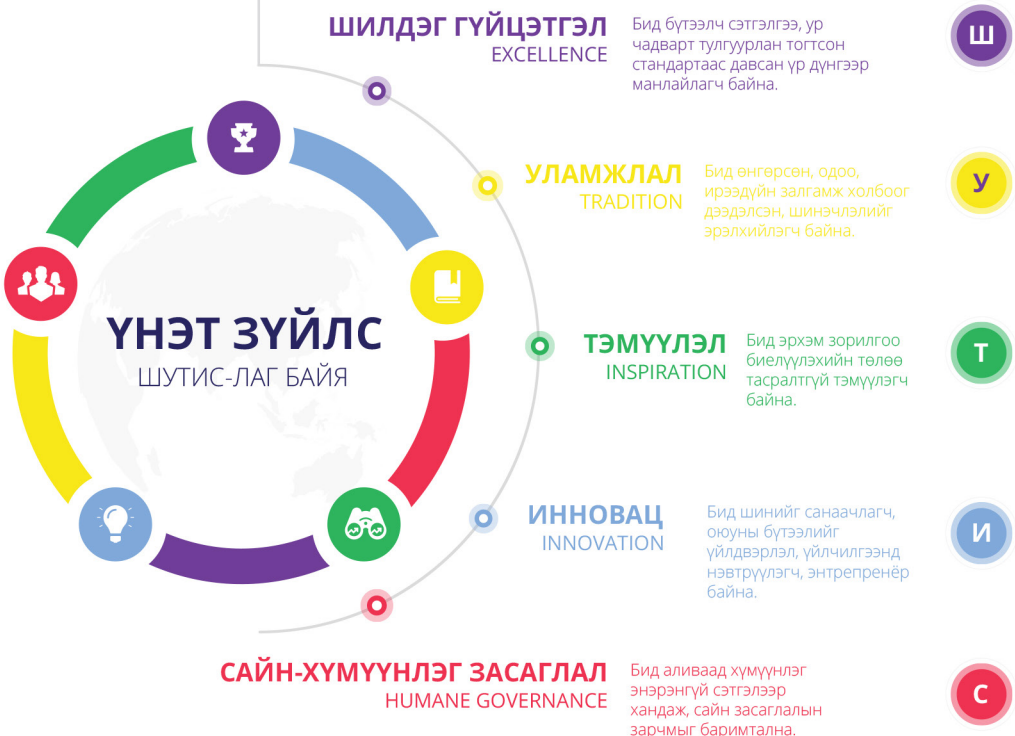 ШИЛДЭГ ГҮЙЦЭТГЭЛ
EXCELLENCE
Бид бүтээлч сэтгэлгээ, ур
чадварт тулгуурлан тогтсон
стандартаас давсан үр дүнгээр
манлайлагч байна.
Ш
УЛАМЖЛАЛ
TRADITION
Бид өнгөрсөн, одоо,
ирээдүйн залгамж холбоог
дээдэлсэн, шинэчлэлийг
эрэлхийлэгч байна.
У
ҮНЭТ ЗҮЙЛС
ШУТИС-ЛАГ БАЙЯ
ТЭМҮҮЛЭЛ
INSPIRATION
Бид эрхэм зорилгоо
биелүүлэхийн төлөө
тасралтгүй тэмүүлэгч
байна.
Т
ИННОВАЦ
INNOVATION
Бид шинийг санаачлагч,
оюуны бүтээлийг
үйлдвэрлэл, үйлчилгээнд
нэвтрүүлэгч, энтрепренёр
байна.
И
САЙН-ХҮМҮҮНЛЭГ ЗАСАГЛАЛ
HUMANE GOVERNANCE
Бид аливаад хүмүүнлэг
энэрэнгүй сэтгэлээр
хандаж, сайн засаглалын
зарчмыг баримтална.
С